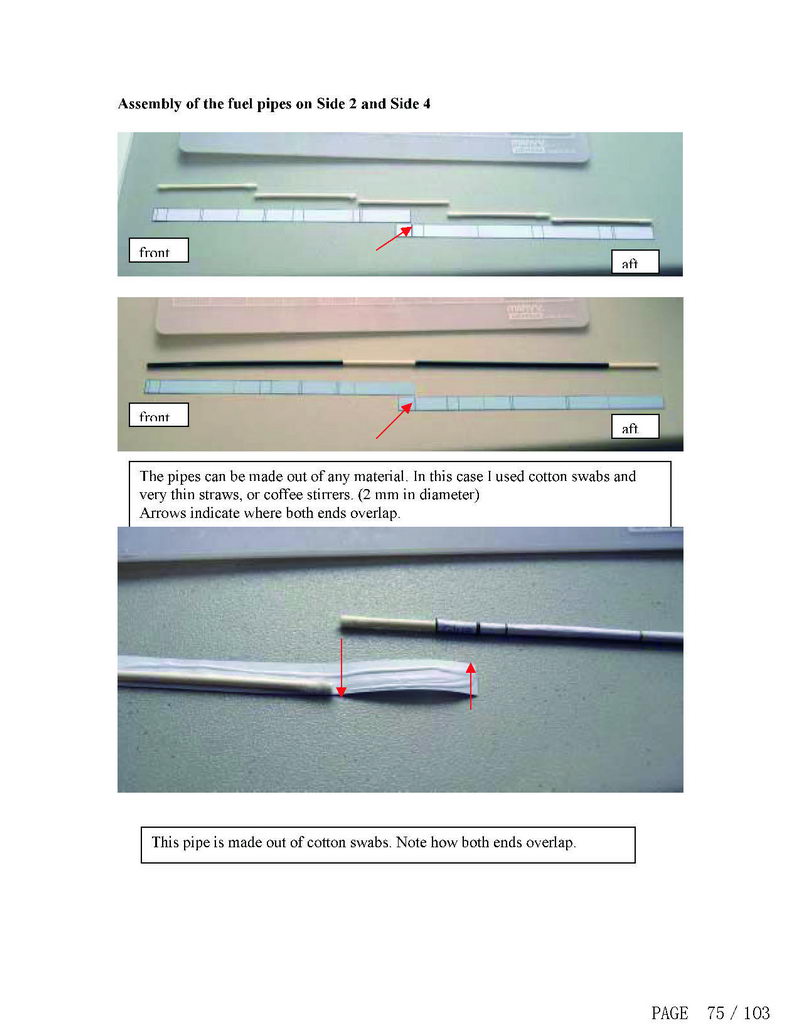 Assembly of the fuel pipes on Side 2 and Side 4
front
aft
front
aft
The pipes can be made out of any material. In this case I used cotton swabs and
very thin straws, or coffee stirrers. (2 mm in diameter)
Arrows indicate where both ends overlap.
This pipe is made out of cotton swabs. Note how both ends overlap.
PAGE 75 / 103